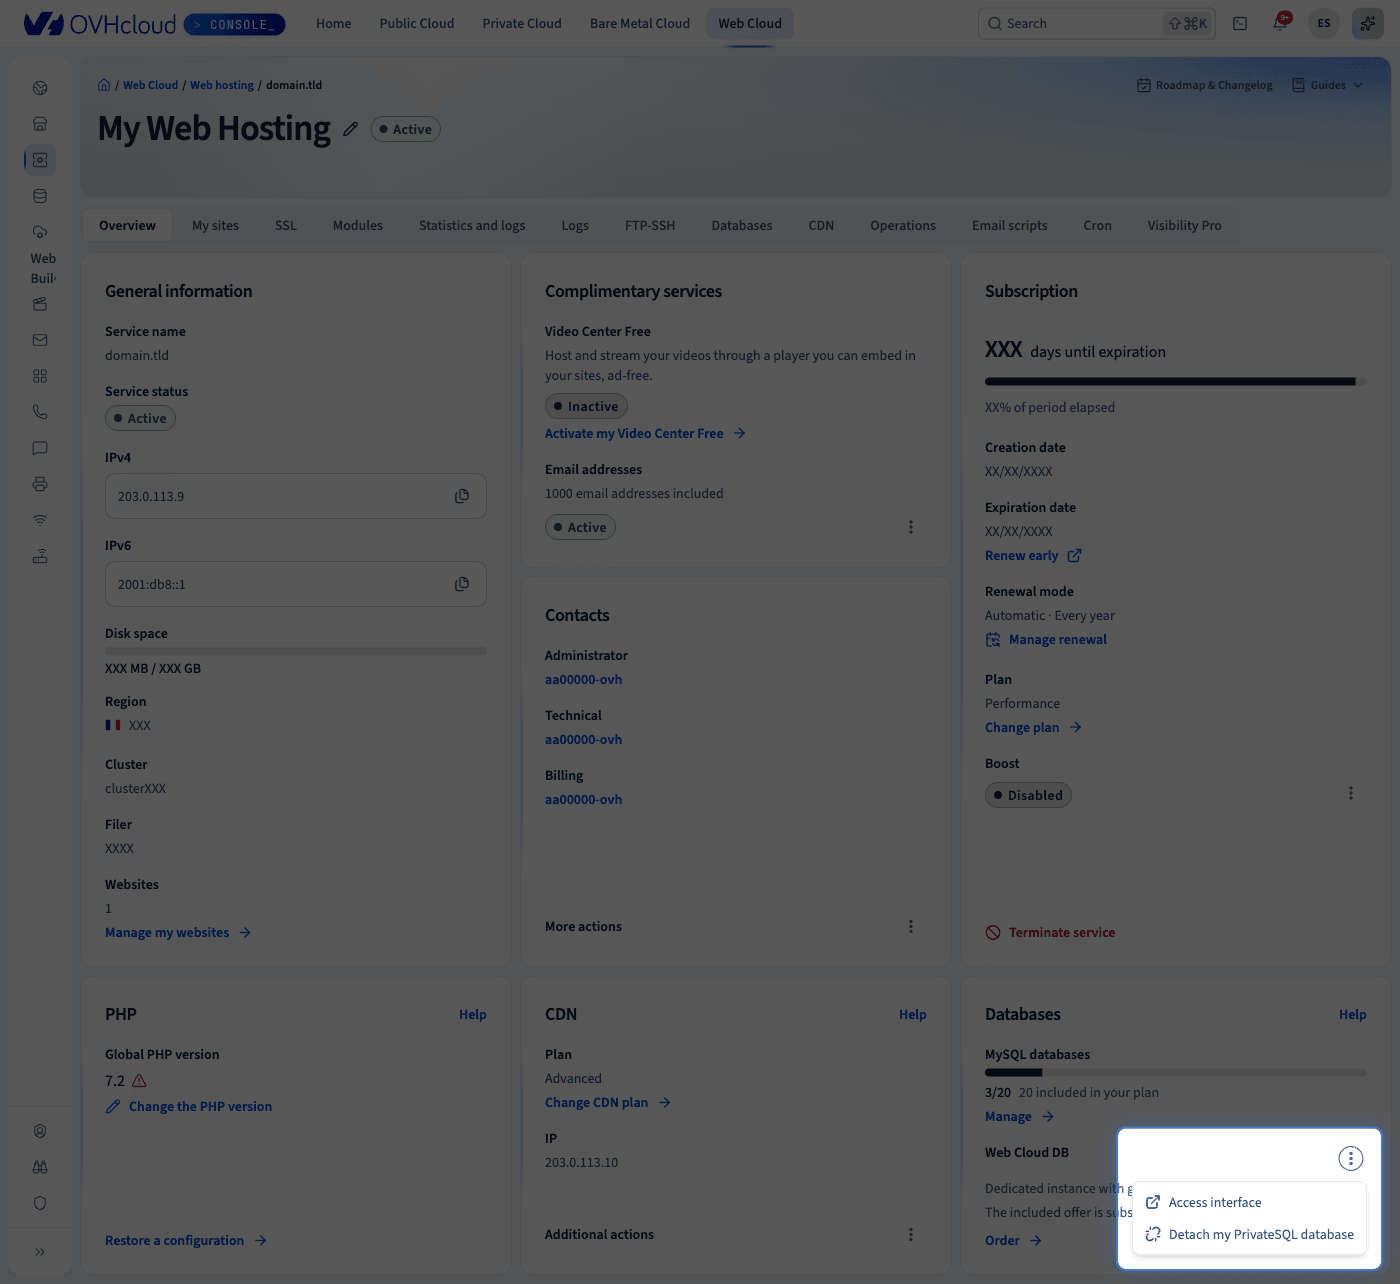 OVHcloud > CONSOLE_
Home
Public Cloud
Private Cloud
Bare Metal Cloud
Web Cloud
Search
⇧⌘K
9+
ES
/ Web Cloud / Web hosting / domain.tld
Roadmap & Changelog
Guides
My Web Hosting
Active
Web
Overview
My sites
SSL
Modules
Statistics and logs
Logs
FTP-SSH
Databases
CDN
Operations
Email scripts
Cron
Visibility Pro
General information
Service name
domain.tld
Service status
Active
IPv4
203.0.113.9
IPv6
2001:db8::1
Disk space
XXX MB / XXX GB
Region
XXX
Cluster
clusterXXX
Filer
XXXX
Websites
1
Manage my websites
Complimentary services
Video Center Free
Host and stream your videos through a player you can embed in
your sites, ad-free.
Inactive
Activate my Video Center Free
Email addresses
1000 email addresses included
Active
Contacts
Administrator
aa00000-ovh
Technical
aa00000-ovh
Billing
aa00000-ovh
More actions
Subscription
XXX days until expiration
XX% of period elapsed
Creation date
XX/XX/XXXX
Expiration date
XX/XX/XXXX
Renew early
Renewal mode
Automatic · Every year
Manage renewal
Plan
Performance
Change plan
Boost
Disabled
Terminate service
PHP
Help
Global PHP version
7.2
Change the PHP version
Restore a configuration
CDN
Help
Plan
Advanced
Change CDN plan
IP
203.0.113.10
Additional actions
Databases
Help
MySQL databases
3/20 20 included in your plan
Manage
Web Cloud DB
Dedicated instance with
The included offer is
Order
Access interface
Detach my PrivateSQL database